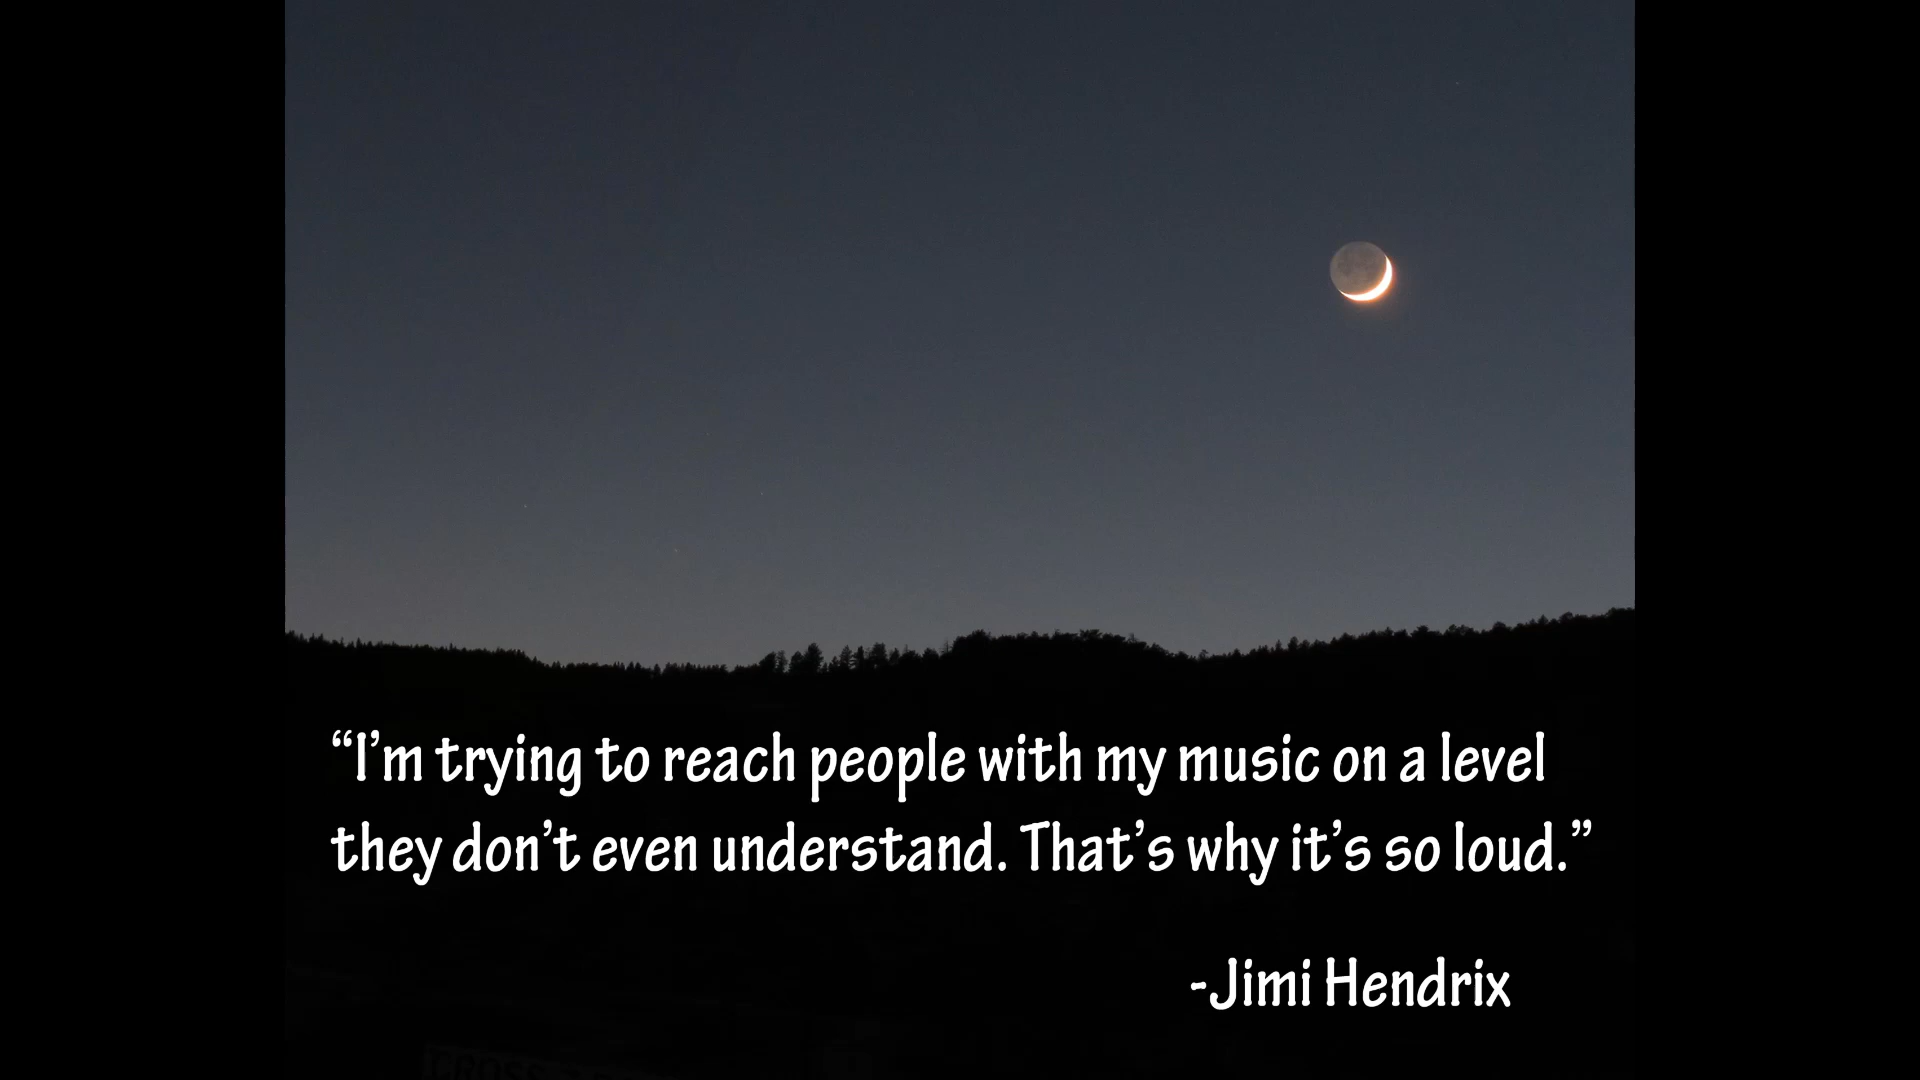 “I’m trying to reach people with my music on a level
they don’t even understand. That’s why it’s so loud.”
-Jimi Hendrix